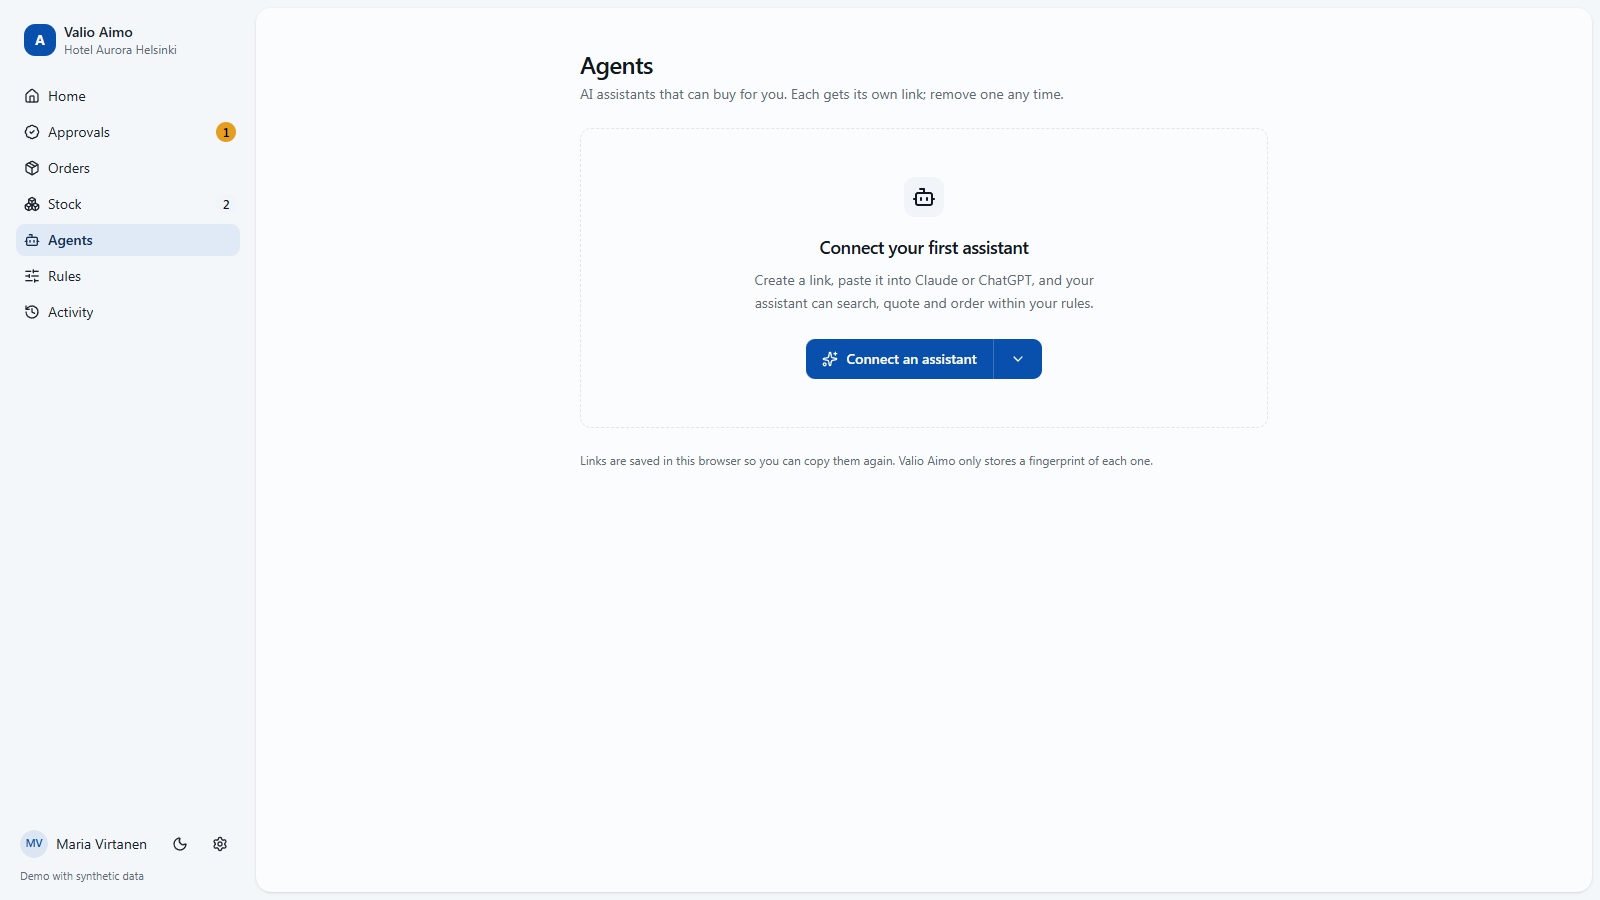 A
Valio Aimo
Hotel Aurora Helsinki
Home
Approvals 1
Orders
Stock 2
Agents
Rules
Activity
MV Maria Virtanen
Demo with synthetic data
Agents
AI assistants that can buy for you. Each gets its own link; remove one any time.
Connect your first assistant
Create a link, paste it into Claude or ChatGPT, and your
assistant can search, quote and order within your rules.
Connect an assistant
Links are saved in this browser so you can copy them again. Valio Aimo only stores a fingerprint of each one.